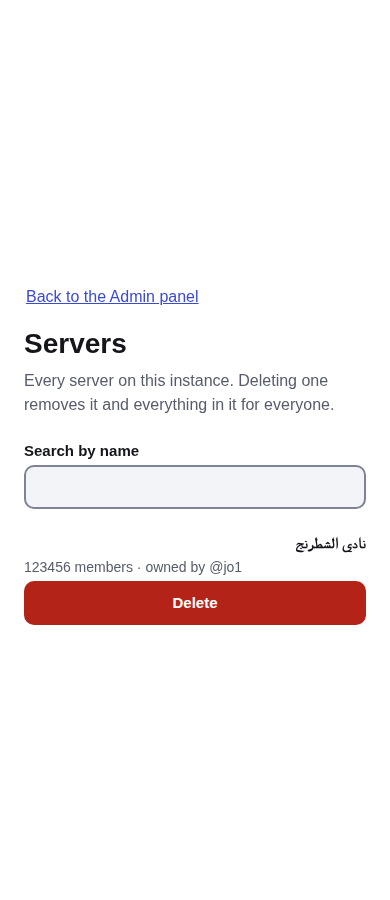 Back to the Admin panel
Servers
Every server on this instance. Deleting one
removes it and everything in it for everyone.
Search by name
نادي الشطرنج
123456 members · owned by @jo1
Delete